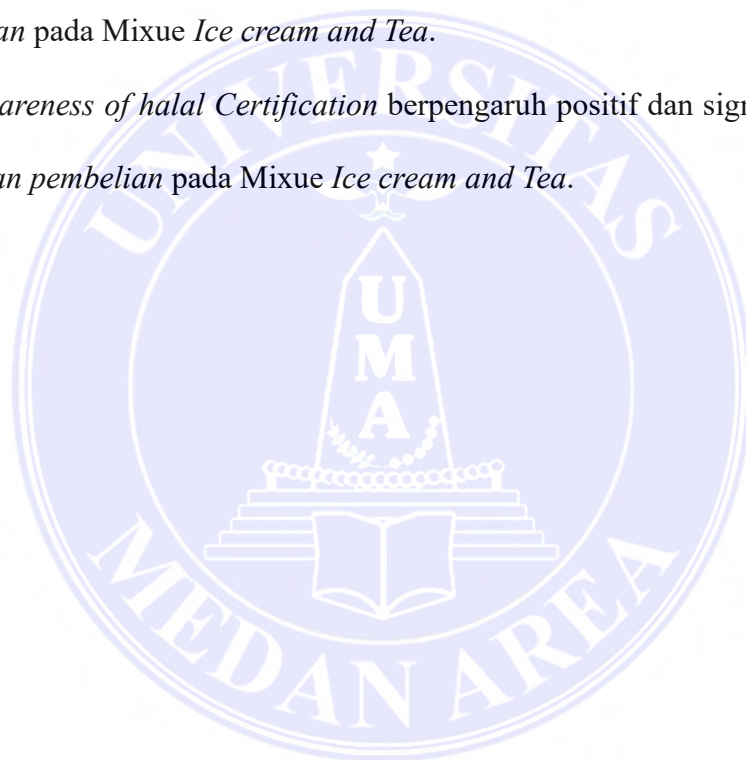 an pada Mixue Ice cream and Tea.
areness of halal Certification berpengaruh positif dan sign
an pembelian pada Mixue Ice cream and Tea.
UNIVERSITAS
UMA
MEDAN AREA